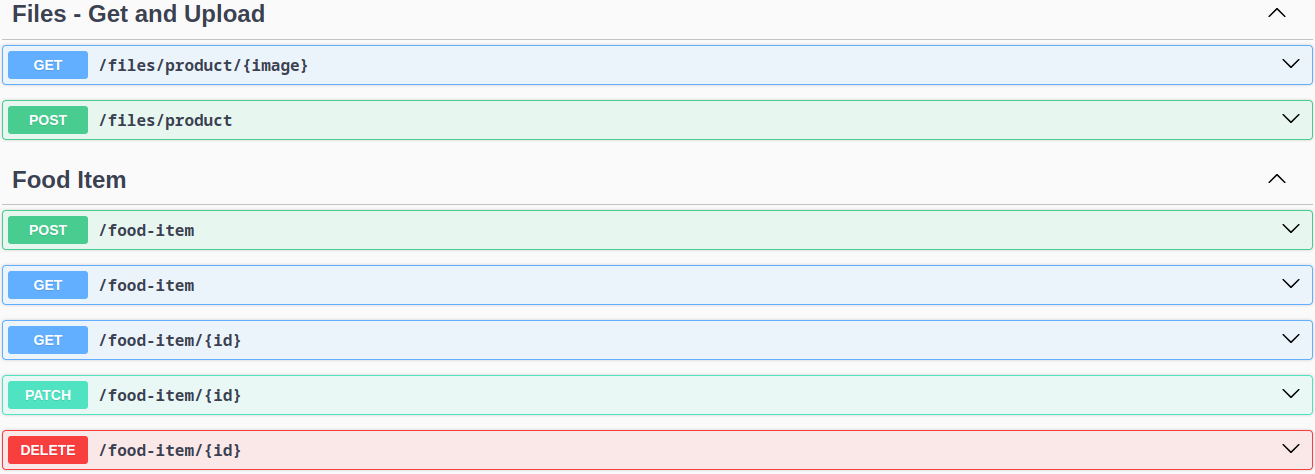 Files - Get and Upload
GET /files/product/{image}
POST /files/product
Food Item
POST /food-item
GET /food-item
GET /food-item/{id}
PATCH /food-item/{id}
DELETE /food-item/{id}